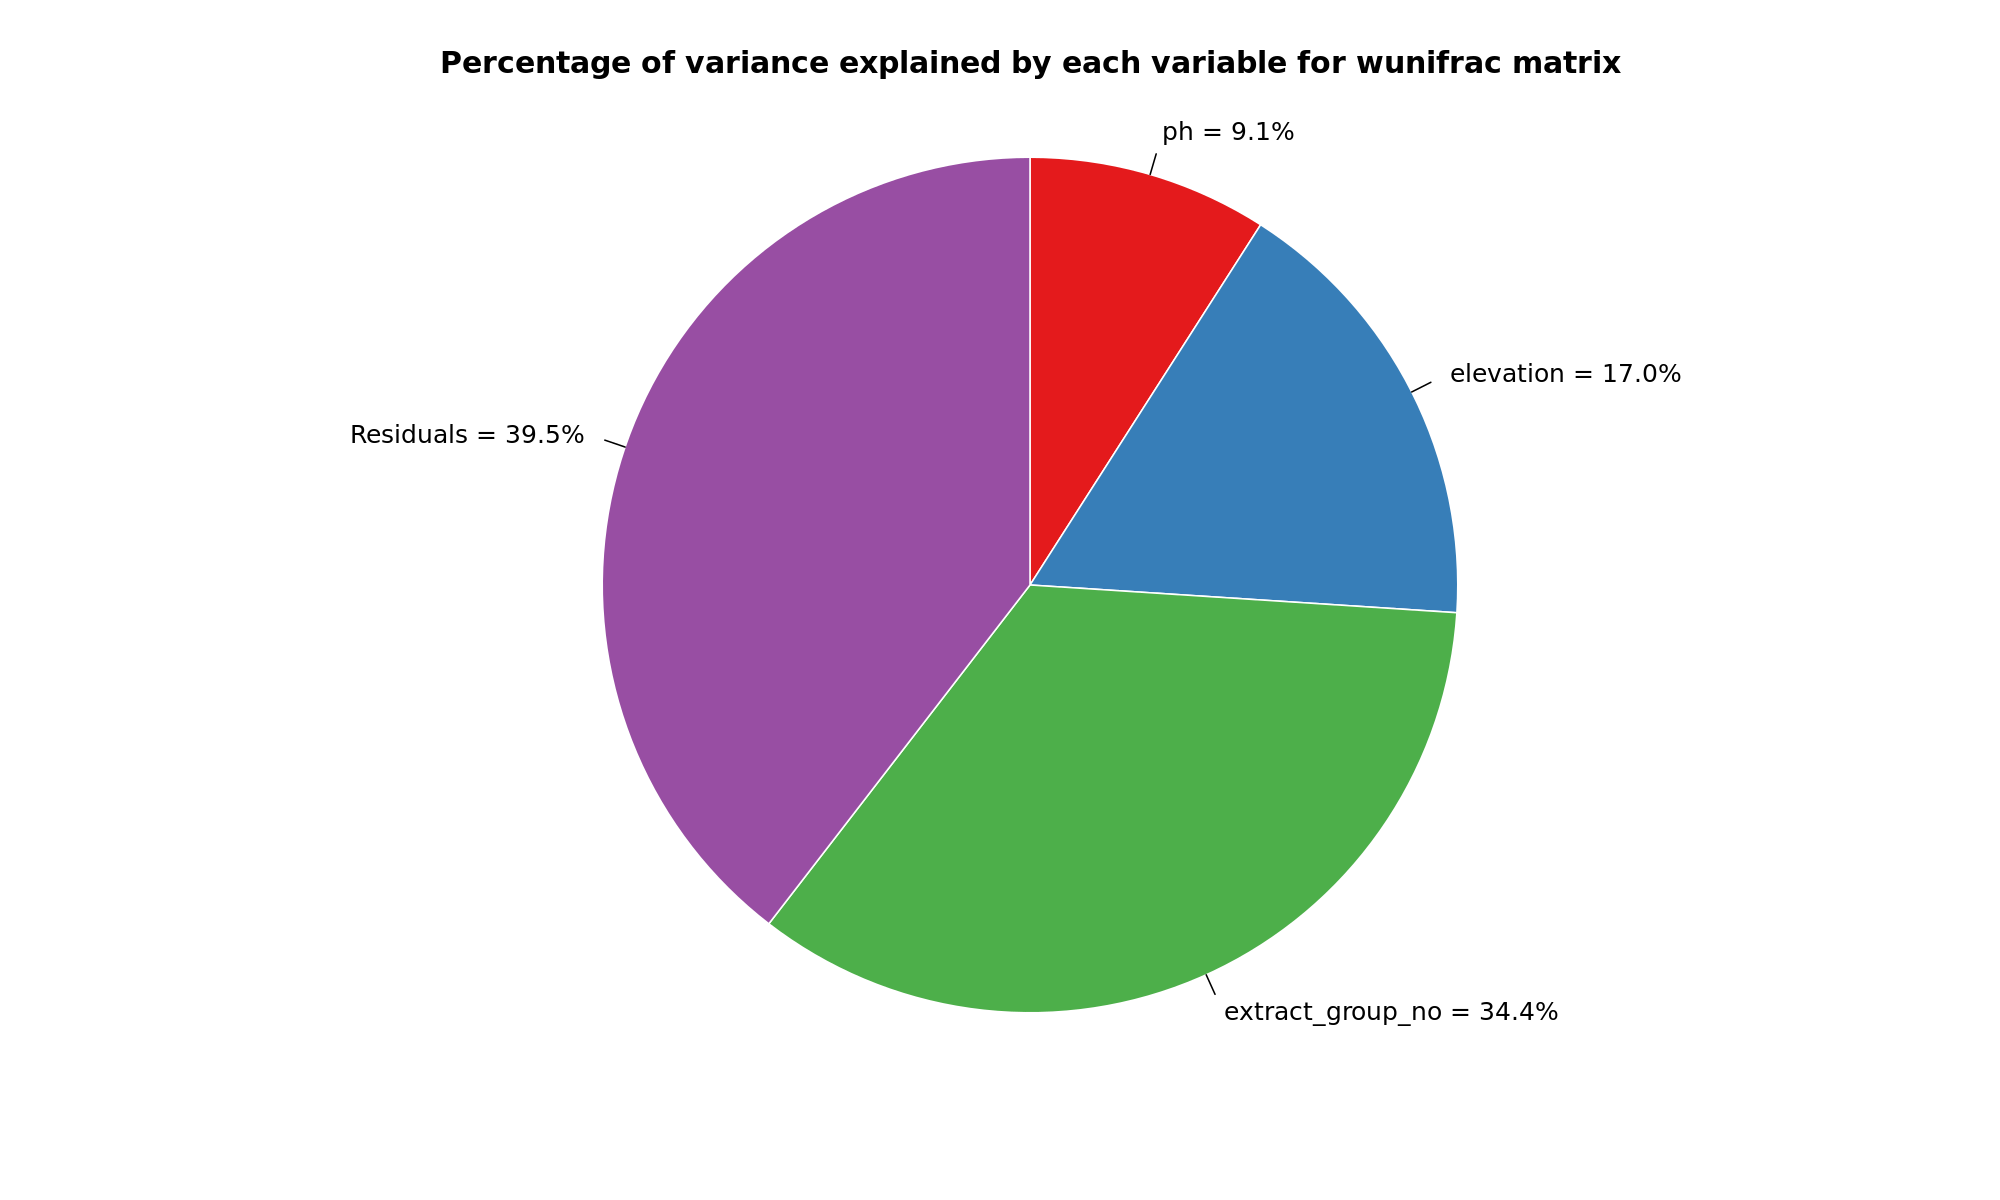 Percentage of variance explained by each variable for wunifrac matrix
ph = 9.1%
elevation = 17.0%
Residuals = 39.5%
extract_group_no = 34.4%